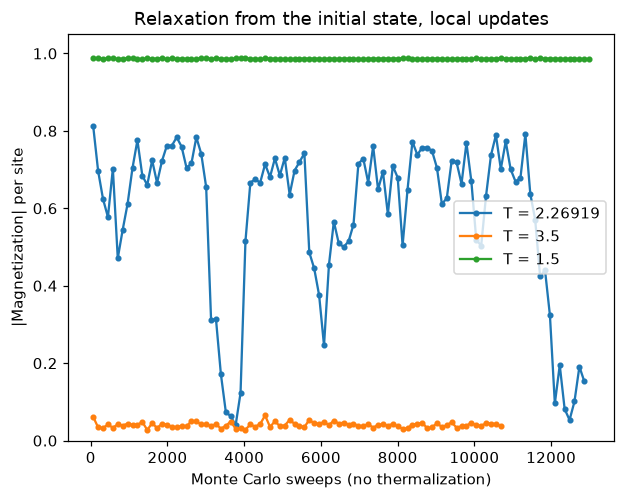 Relaxation from the initial state, local updates
|Magnetization| per site
1.0
0.8
0.6
0.4
0.2
0.0
T = 2.26919
T = 3.5
T = 1.5
0 2000 4000 6000 8000 10000 12000
Monte Carlo sweeps (no thermalization)